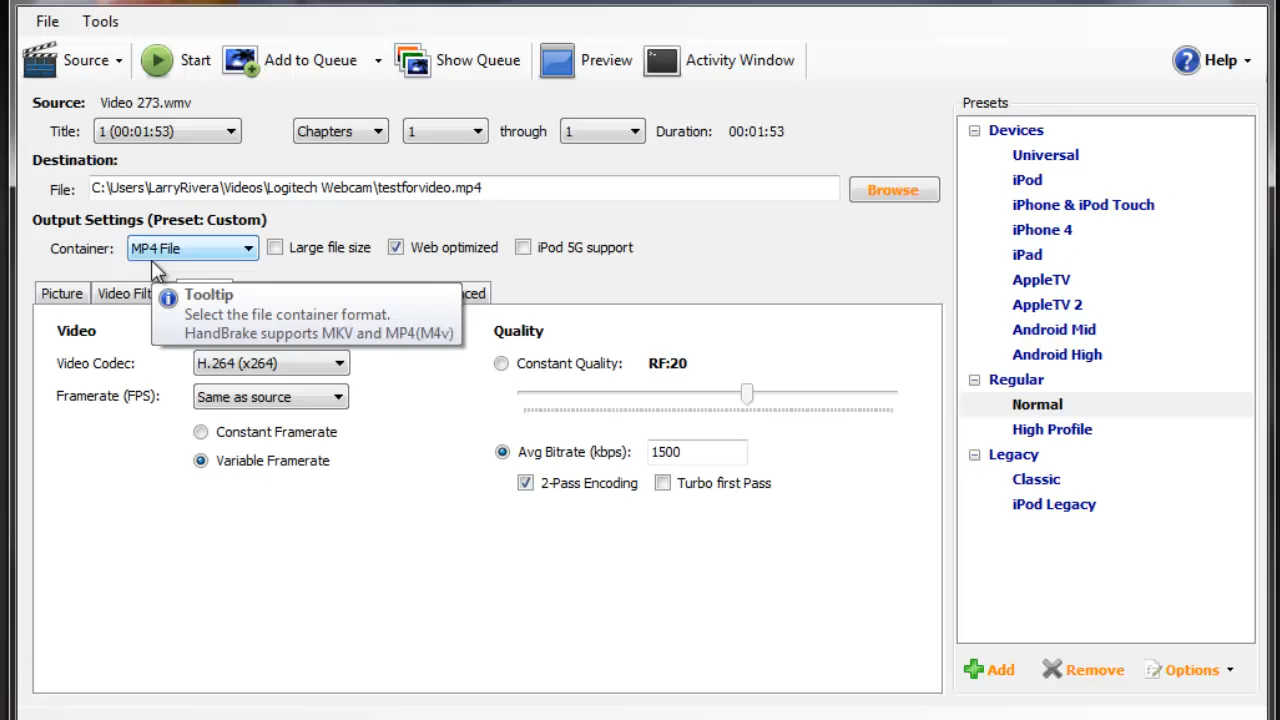 File Tools
Source Start Add to Queue Show Queue Preview Activity Window Help
Source: Video 273.wmv
Title: 1 (00:01:53) Chapters 1 through 1 Duration: 00:01:53
Destination:
File: C:\Users\LarryRivera\Videos\Logitech Webcam\testforvideo.mp4 Browse
Output Settings (Preset: Custom)
Container: MP4 File Large file size Web optimized iPod 5G support
Picture Video Filt
Tooltip
Select the file container format.
HandBrake supports MKV and MP4(M4v)
Video
Video Codec: H.264 (x264)
Framerate (FPS): Same as source
Constant Framerate
Variable Framerate
Quality
Constant Quality: RF:20
Avg Bitrate (kbps): 1500
2-Pass Encoding Turbo first Pass
Presets
Devices
Universal
iPod
iPhone & iPod Touch
iPhone 4
iPad
AppleTV
AppleTV 2
Android Mid
Android High
Regular
Normal
High Profile
Legacy
Classic
iPod Legacy
Add Remove Options